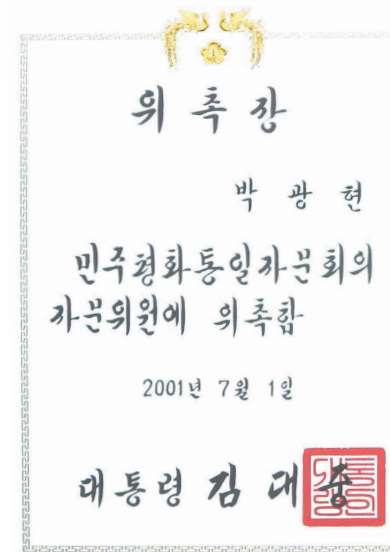 위촉장
박광현
민주평화통일자문회의
자문위원에 위촉함
2001년 7월 1일
대통령 김대중